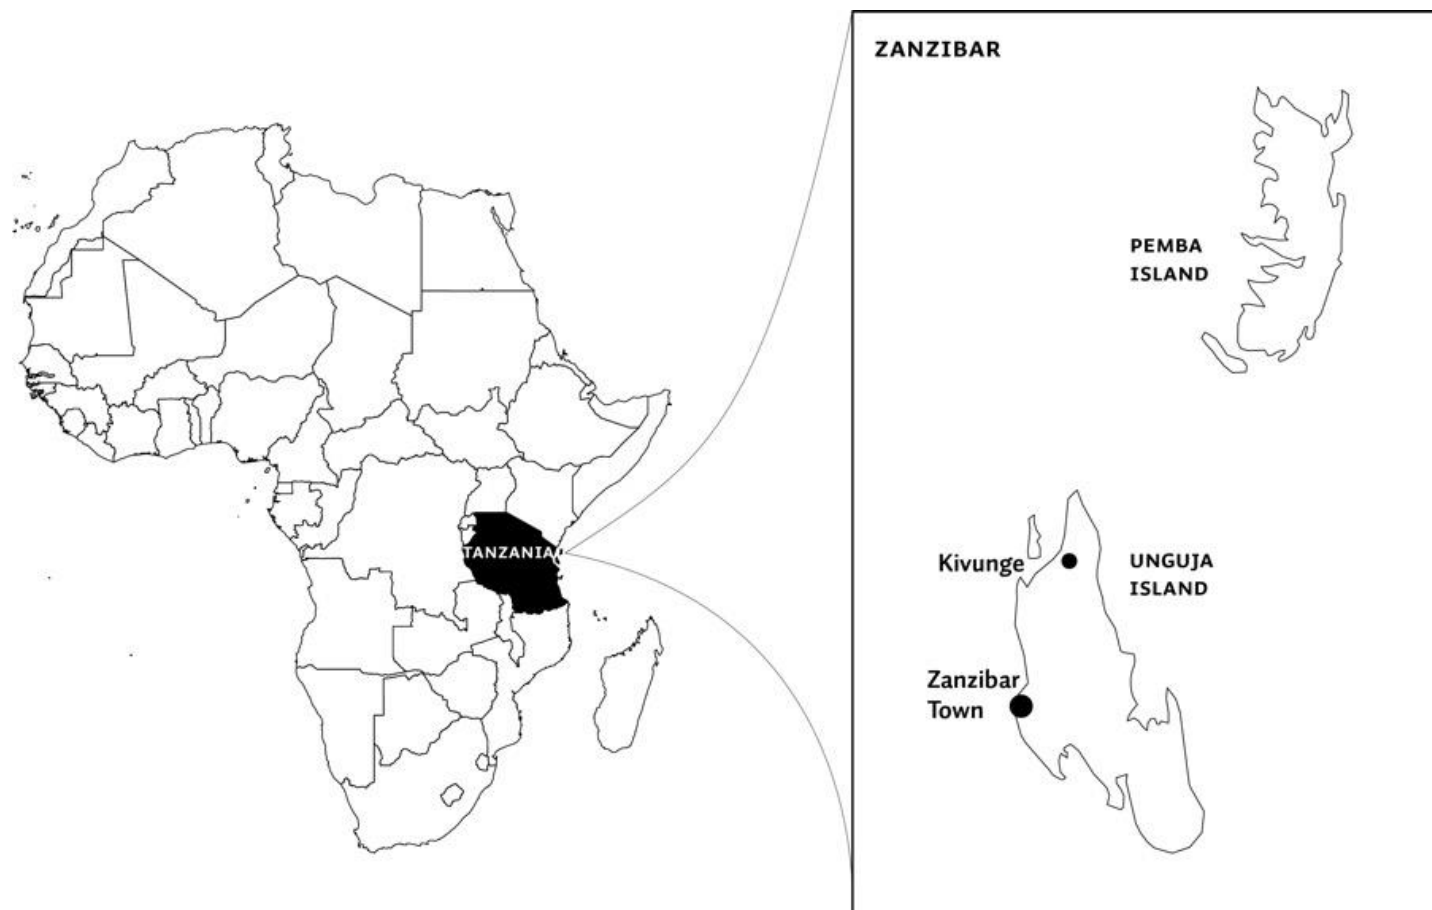 ZANZIBAR
PEMBA
ISLAND
TANZANIA
Kivunge
UNGUJA
ISLAND
Zanzibar
Town